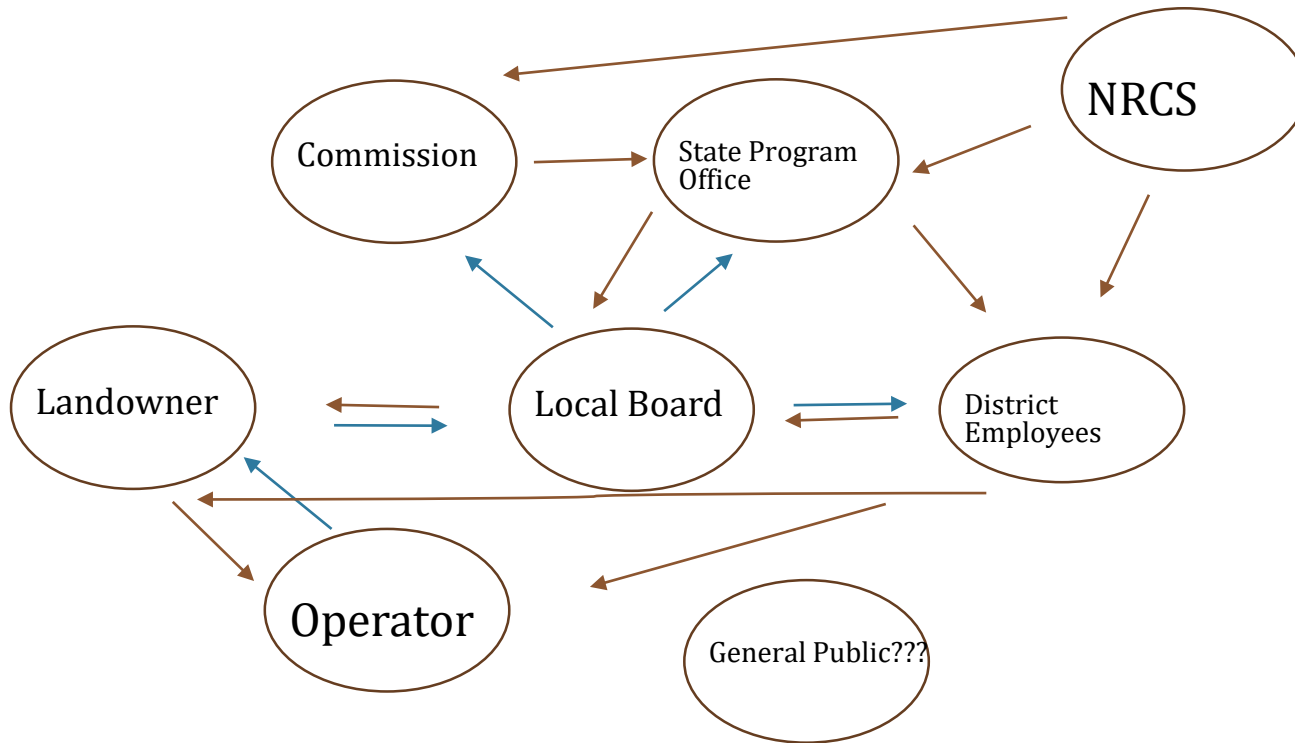 NRCS
Commission
State Program
Office
Landowner
Local Board
District
Employees
Operator
General Public???